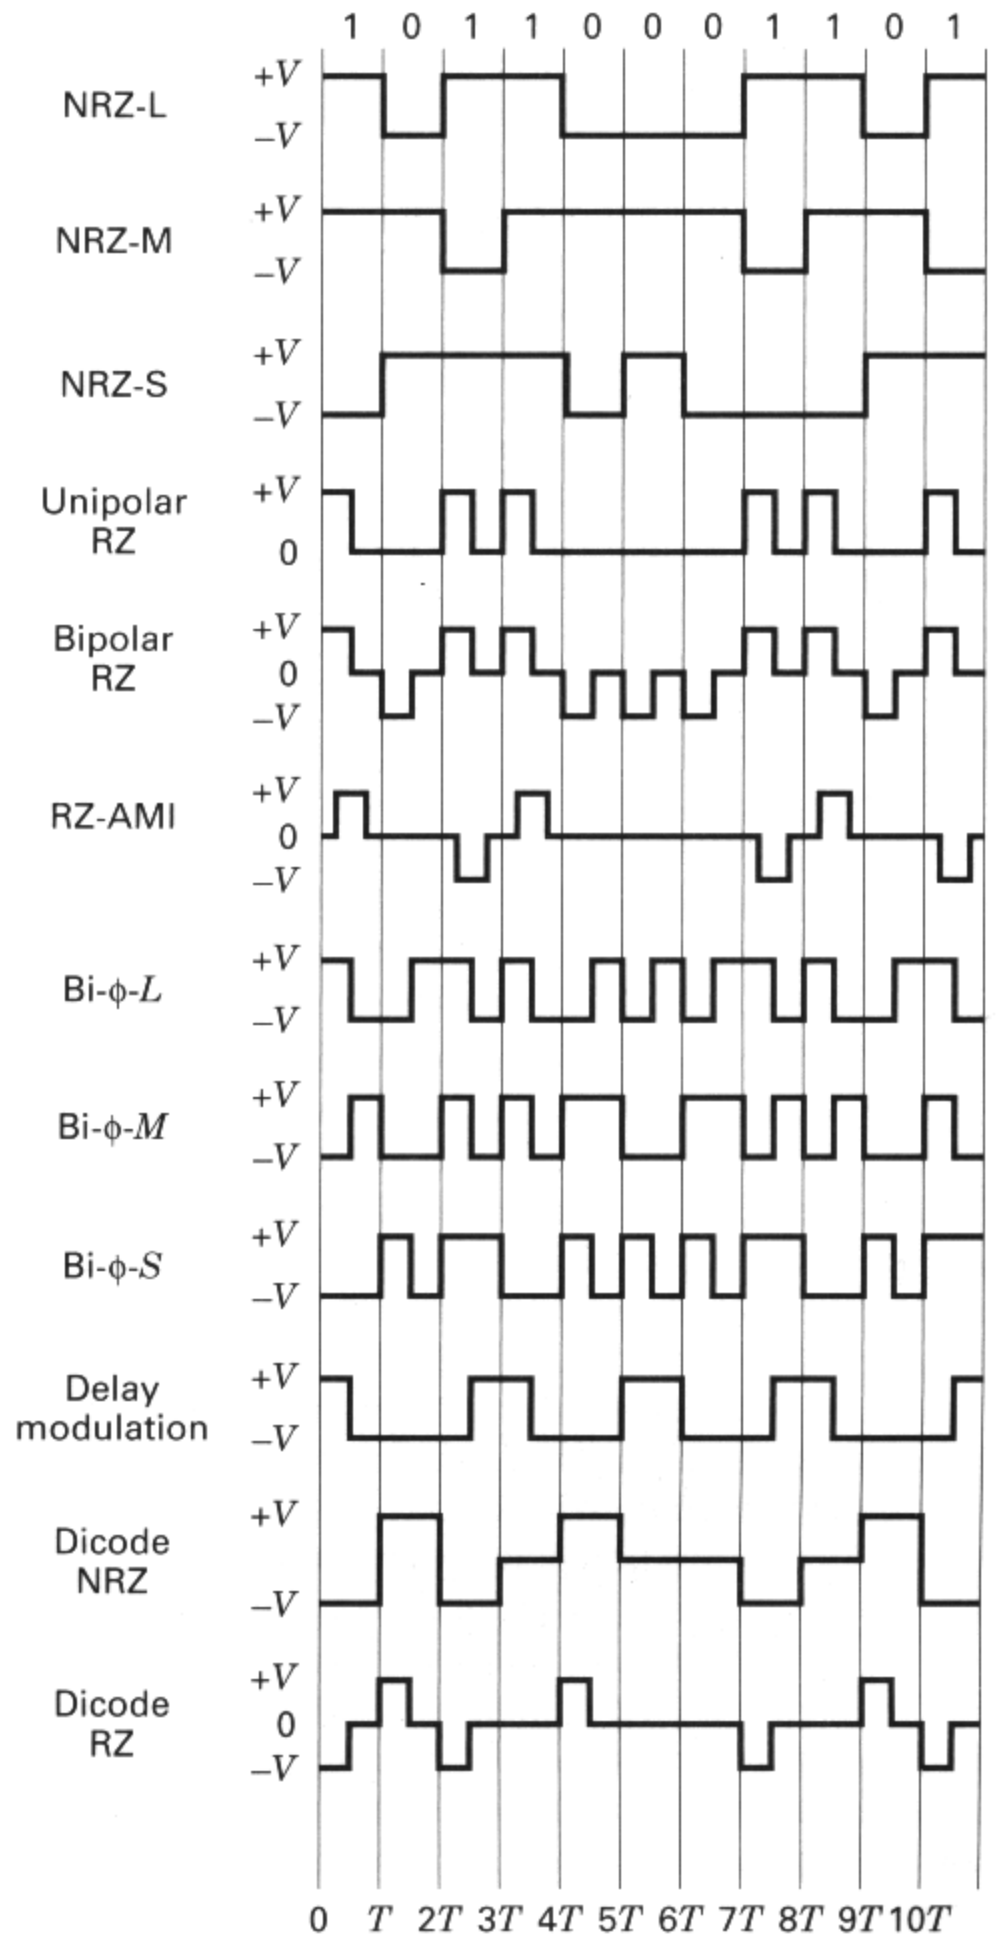 1 0 1 1 0 0 0 1 1 0 1
+V
NRZ-L
−V
+V
NRZ-M
−V
+V
NRZ-S
−V
+V
Unipolar
RZ
0
+V
Bipolar
RZ
0
−V
+V
RZ-AMI
0
−V
+V
Bi-ϕ-L
−V
+V
Bi-ϕ-M
−V
+V
Bi-ϕ-S
−V
+V
Delay
modulation
−V
+V
Dicode
NRZ
−V
+V
Dicode
0
RZ
−V
0 T 2T 3T 4T 5T 6T 7T 8T 9T 10T